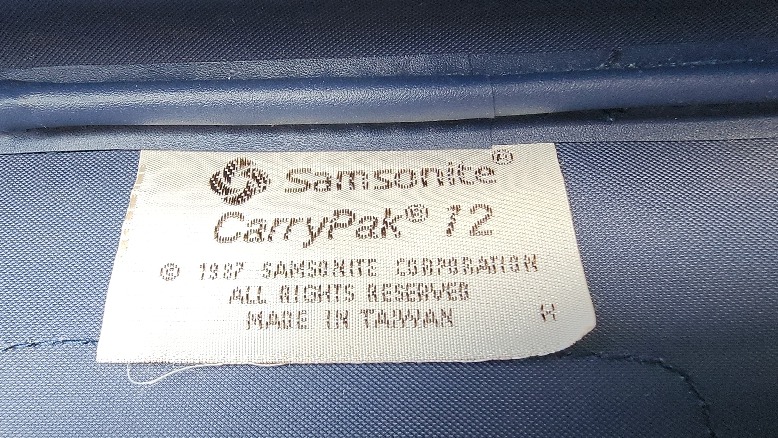 Samsonite®
CarryPak® 12
© 1987 SAMSONITE CORPORATION
ALL RIGHTS RESERVED
MADE IN TAIWAN H